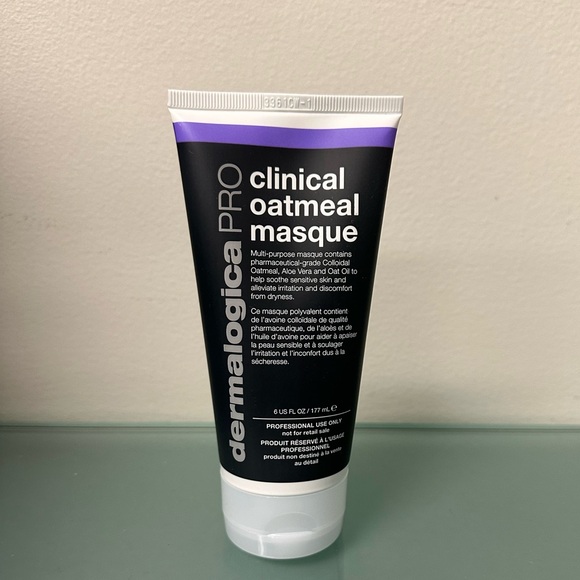 33610/-1
dermalogica PRO
clinical
oatmeal
masque
Multi-purpose masque contains
pharmaceutical-grade Colloidal
Oatmeal, Aloe Vera and Oat Oil to
help soothe sensitive skin and
alleviate irritation and discomfort
from dryness.
Ce masque polyvalent contient
de l'avoine colloïdale de qualité
pharmaceutique, de l'aloès et de
l'huile d'avoine pour aider à apaiser
la peau sensible et à soulager
l'irritation et l'inconfort dus à la
sécheresse.
6 US FL OZ / 177 mL ℮
PROFESSIONAL USE ONLY
not for retail sale
PRODUIT RÉSERVÉ À L'USAGE
PROFESSIONNEL
produit non destiné à la vente
au détail